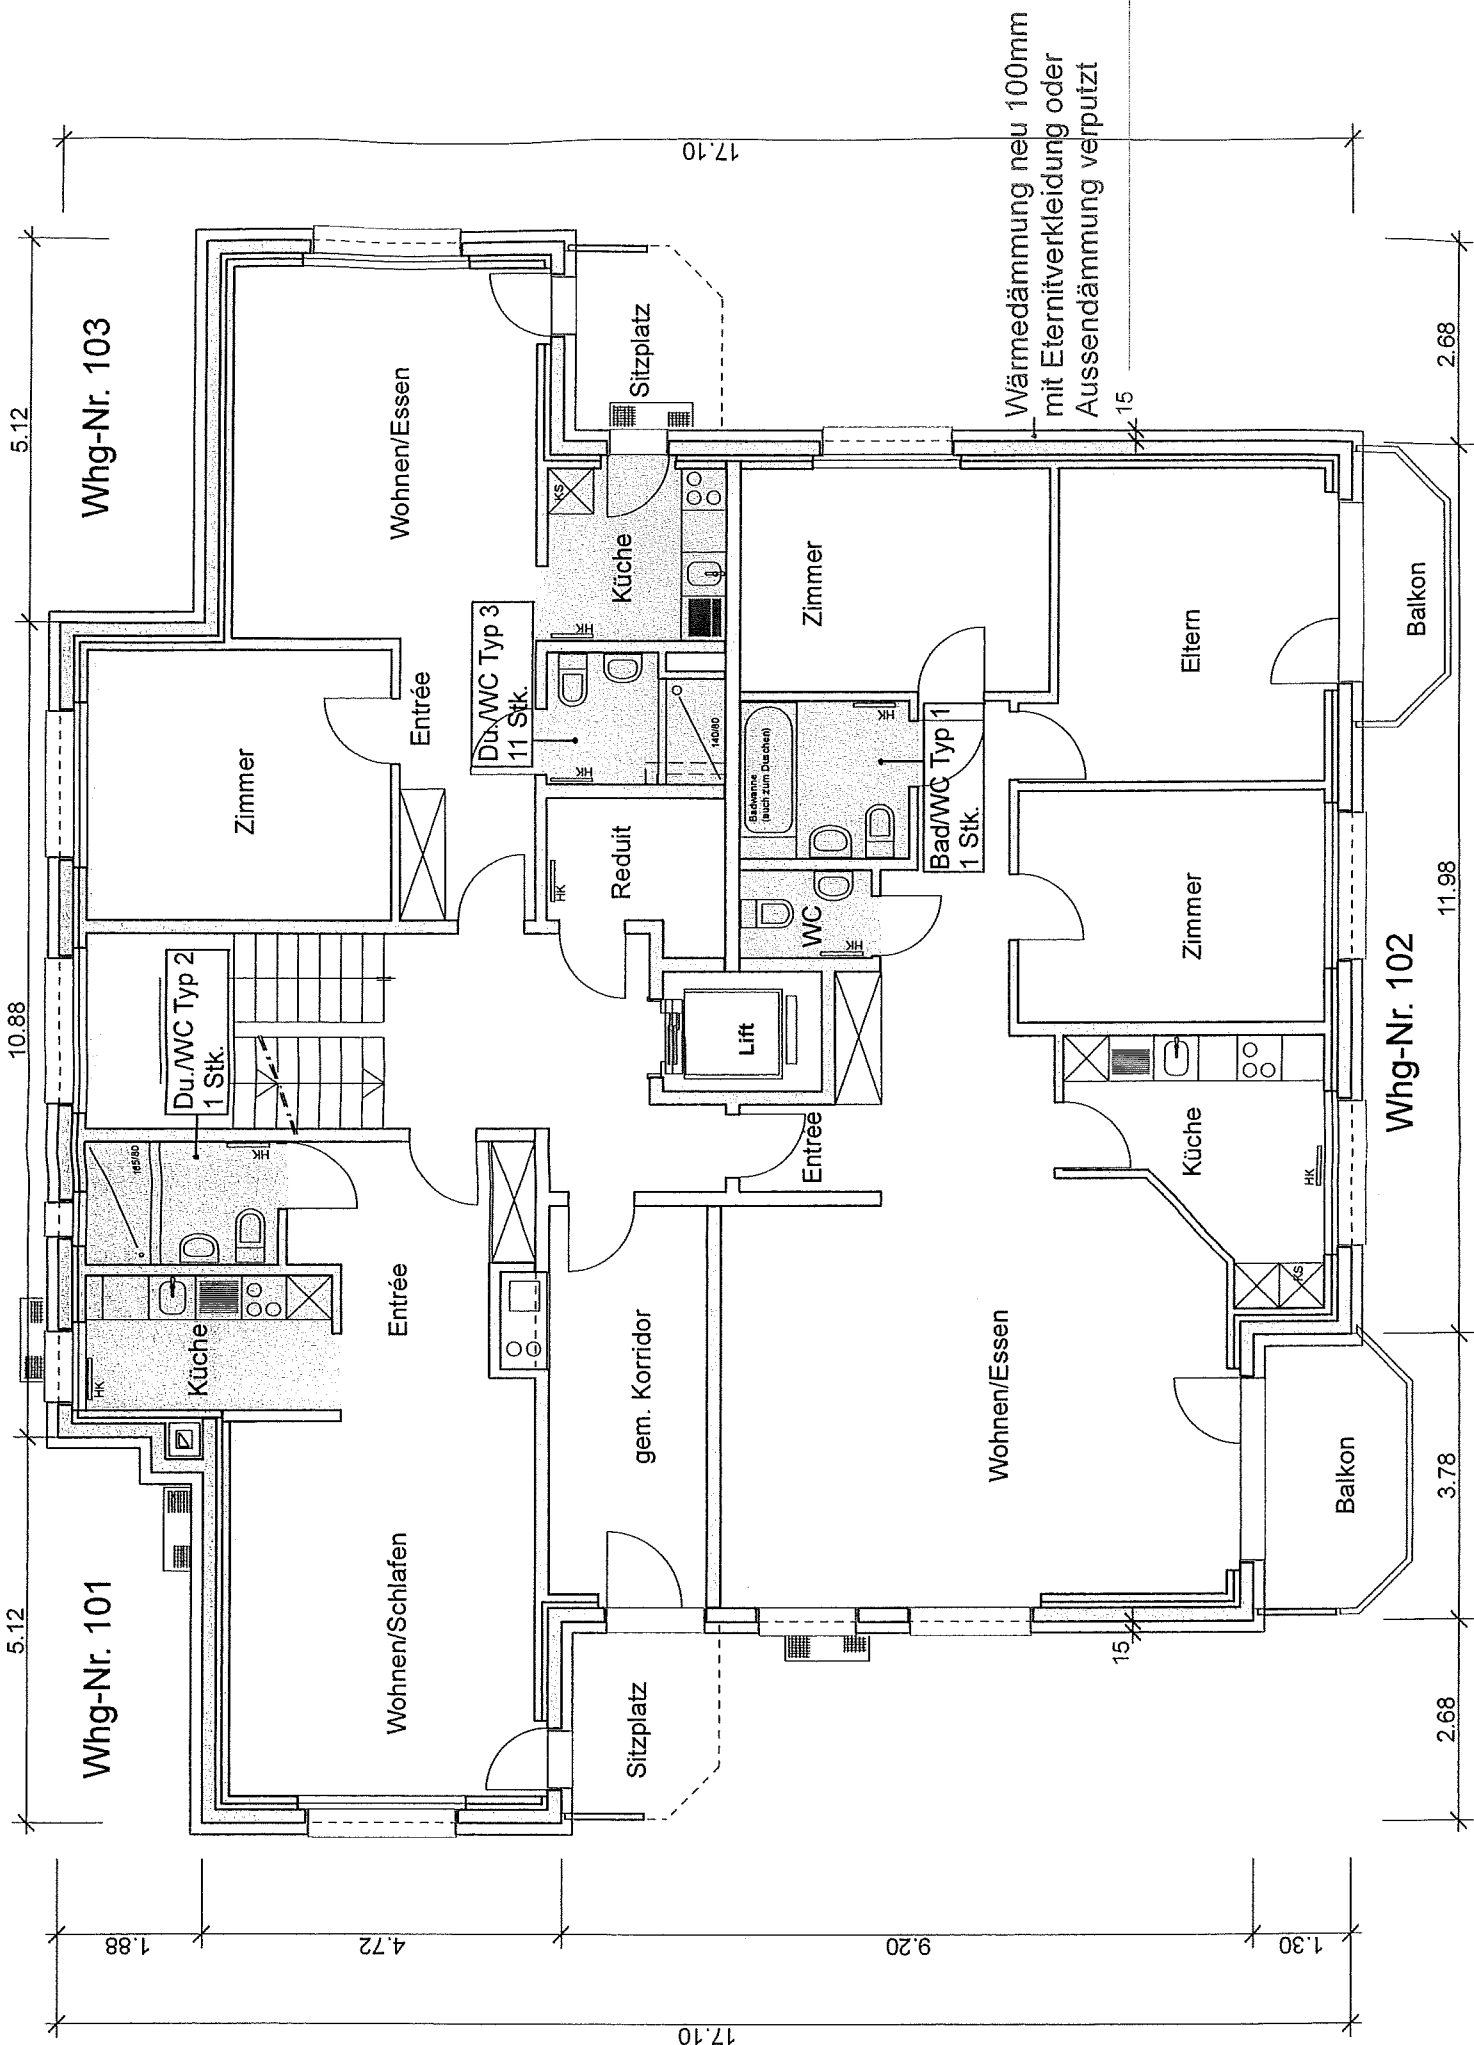 5.12
10.88
5.12
Whg-Nr. 101
Whg-Nr. 103
17.10
17.10
1.88
4.72
9.20
1.30
Du./WC Typ 2
1 Stk.
165/80
HK
Küche
HK
Entrée
Wohnen/Schlafen
Sitzplatz
gem. Korridor
Zimmer
Entrée
Wohnen/Essen
Du./WC Typ 3
11 Stk.
HK
HK
140/80
Küche
KS
Sitzplatz
Reduit
HK
Lift
Entrée
WC
HK
Badwanne
(auch zum Duschen)
HK
Bad/WC Typ 1
1 Stk.
Zimmer
Eltern
Zimmer
Küche
HK
KS
Wohnen/Essen
Balkon
Balkon
Wärmedämmung neu 100mm
mit Eternitverkleidung oder
Aussendämmung verputzt
15
15
Whg-Nr. 102
2.68
3.78
11.98
2.68